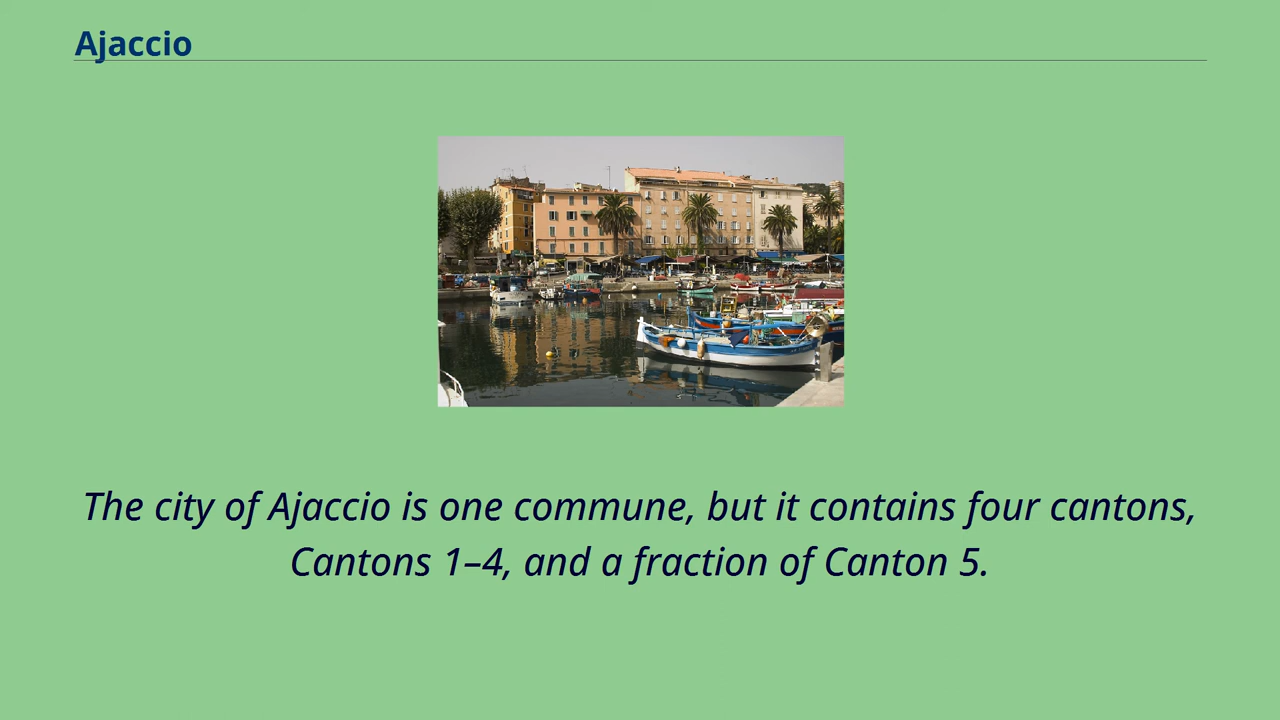 Ajaccio
The city of Ajaccio is one commune, but it contains four cantons,
Cantons 1–4, and a fraction of Canton 5.